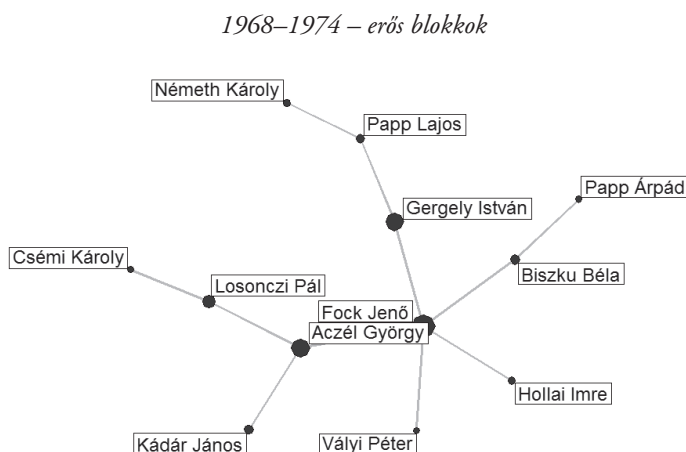 1968–1974 – erős blokkok
Németh Károly
Papp Lajos
Papp Árpád
Gergely István
Csémi Károly
Biszku Béla
Losonczi Pál
Fock Jenő
Aczél György
Hollai Imre
Kádár János
Vályi Péter